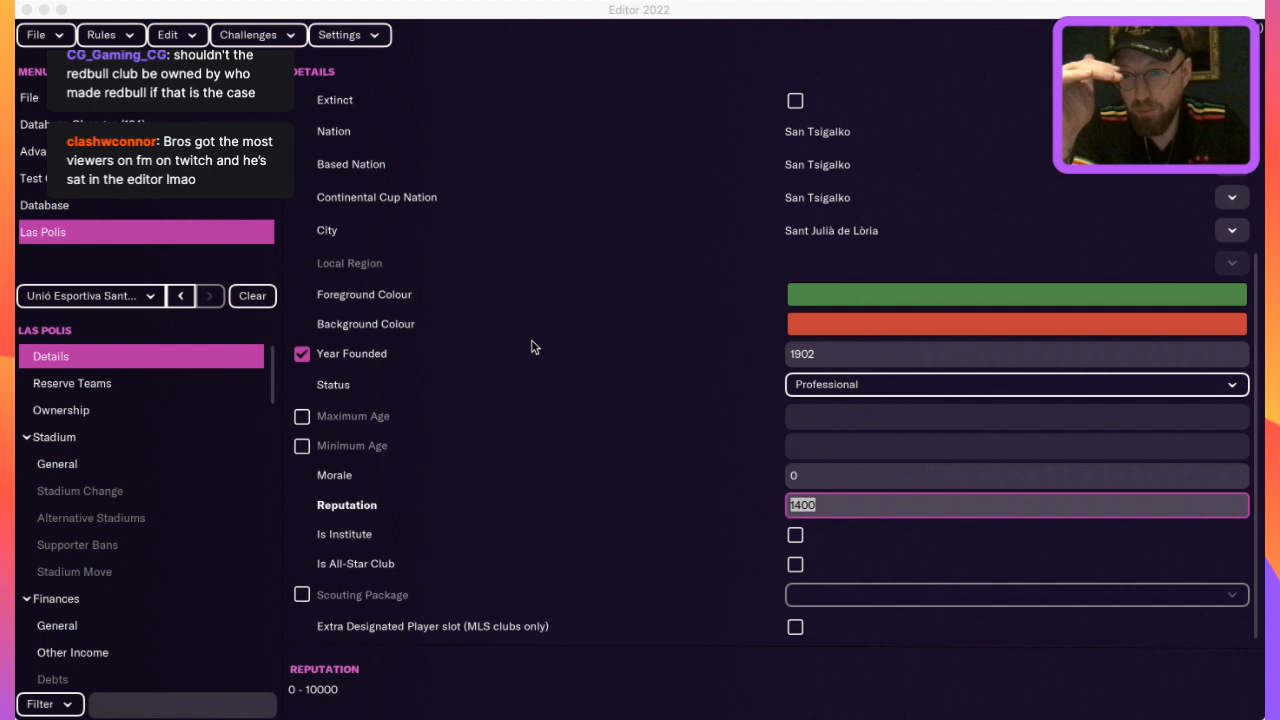 Editor 2022
File
Rules
Edit
Challenges
Settings
CG_Gaming_CG: shouldn't the
redbull club be owned by who
made redbull if that is the case
clashwconnor: Bros got the most
viewers on fm on twitch and he's
sat in the editor lmao
MENU
File
Database
Adva
Test
Database
Las Polis
Unió Esportiva Sant...
Clear
LAS POLIS
Details
Reserve Teams
Ownership
Stadium
General
Stadium Change
Alternative Stadiums
Supporter Bans
Stadium Move
Finances
General
Other Income
Debts
Filter
DETAILS
Extinct
Nation San Tsigalko
Based Nation San Tsigalko
Continental Cup Nation San Tsigalko
City Sant Julià de Lòria
Local Region
Foreground Colour
Background Colour
Year Founded 1902
Status Professional
Maximum Age
Minimum Age
Morale 0
Reputation 1400
Is Institute
Is All-Star Club
Scouting Package
Extra Designated Player slot (MLS clubs only)
REPUTATION
0 - 10000